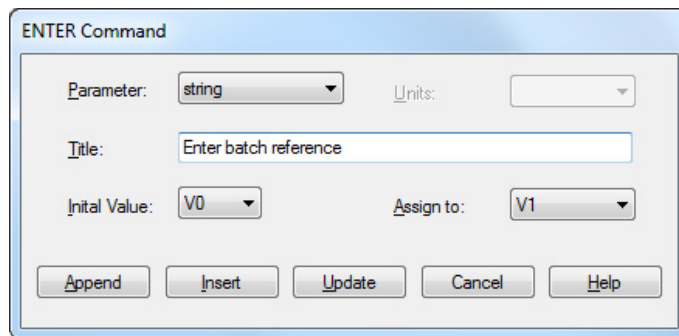 ENTER Command
Parameter: string Units:
Title: Enter batch reference
Inital Value: V0 Assign to: V1
Append Insert Update Cancel Help